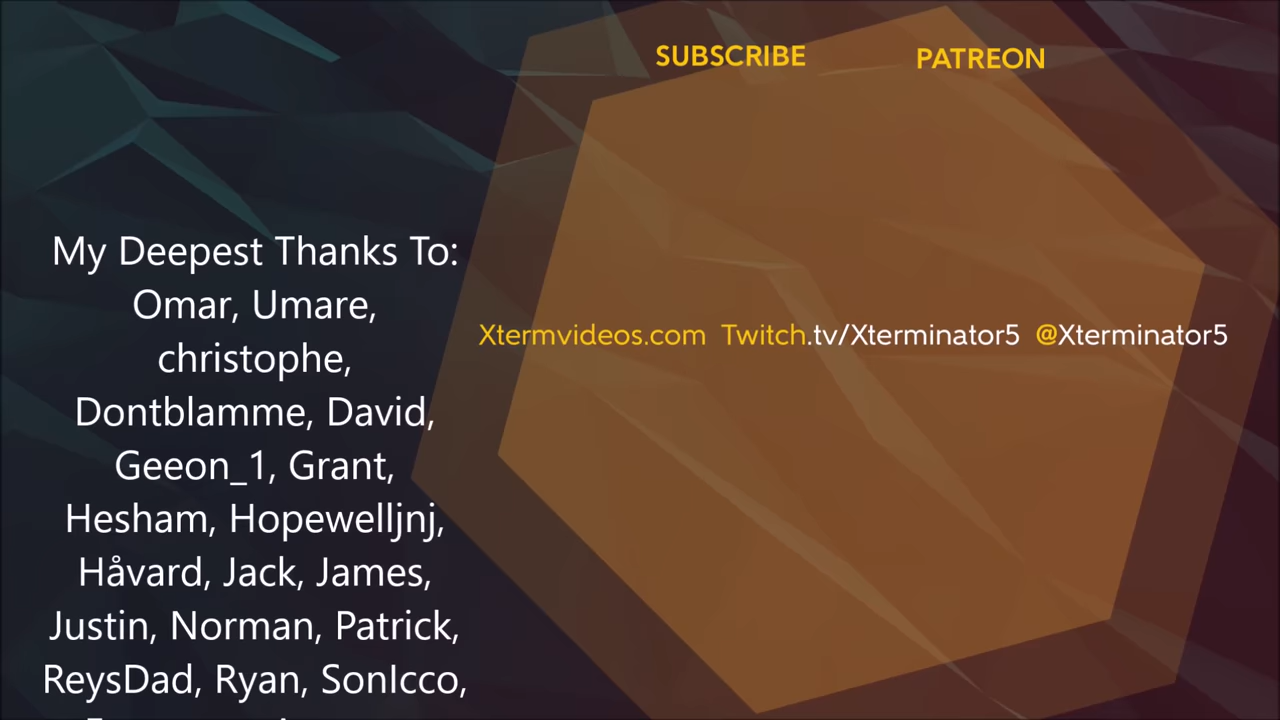 SUBSCRIBE
PATREON
My Deepest Thanks To:
Omar, Umare,
christophe,
Dontblamme, David,
Geeon_1, Grant,
Hesham, Hopewelljnj,
Håvard, Jack, James,
Justin, Norman, Patrick,
ReysDad, Ryan, SonIcco,
Xtermvideos.com Twitch.tv/Xterminator5 @Xterminator5